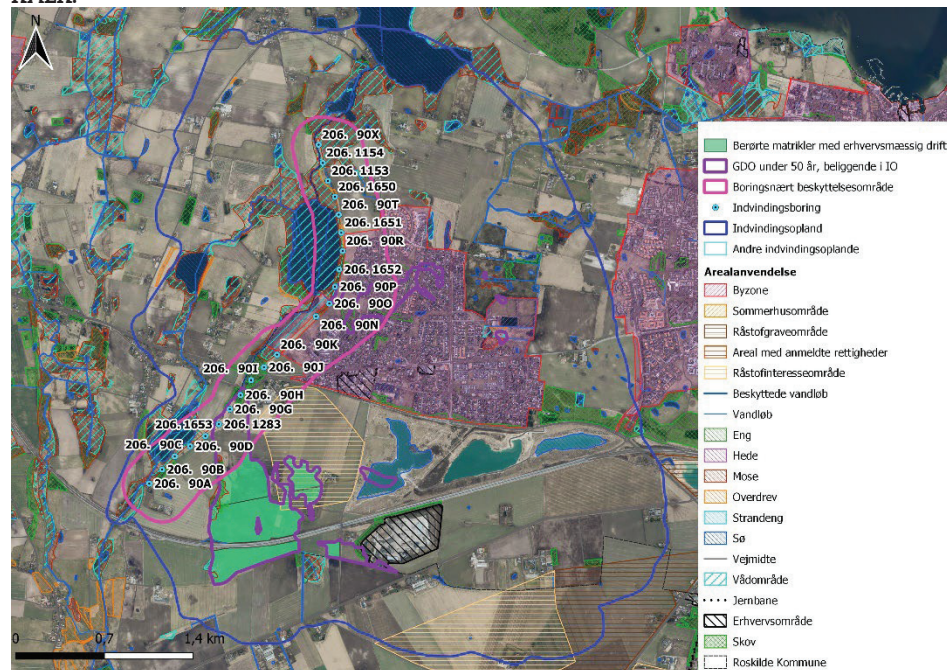 N
206. 90X
206. 1154
206. 1153
206. 1650
206. 90T
206. 1651
206. 90R
206. 1652
206. 90P
206. 90O
206. 90N
206. 90K
206. 90I
206. 90J
206. 90H
206. 90G
206. 1653
206. 1283
206. 90C
206. 90D
206. 90B
206. 90A
0 0,7 1,4 km
Berørte matrikler med erhvervsmæssig drift
GDO under 50 år, beliggende i IO
Boringsnært beskyttelsesområde
Indvindingsboring
Indvindingsopland
Andre indvindingsoplande
Arealanvendelse
Byzone
Sommerhusområde
Råstofgraveområde
Areal med anmeldte rettigheder
Råstofinteresseområde
Beskyttede vandløb
Vandløb
Eng
Hede
Mose
Overdrev
Strandeng
Sø
Vejmidte
Vådområde
Jernbane
Erhvervsområde
Skov
Roskilde Kommune